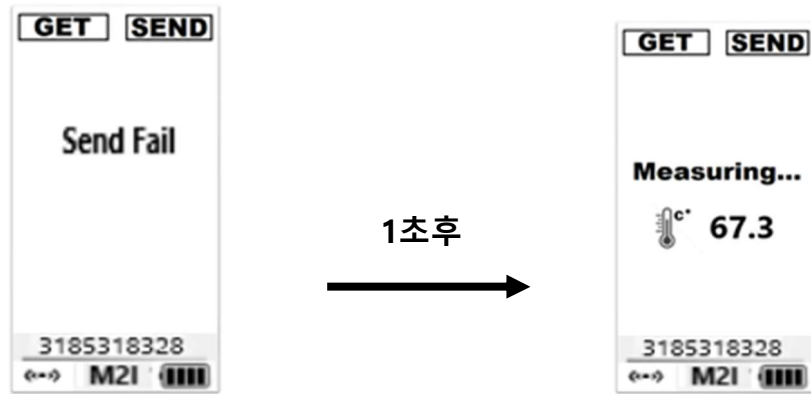 GET SEND
Send Fail
3185318328
M2I
1초후
GET SEND
Measuring...
c° 67.3
3185318328
M2I